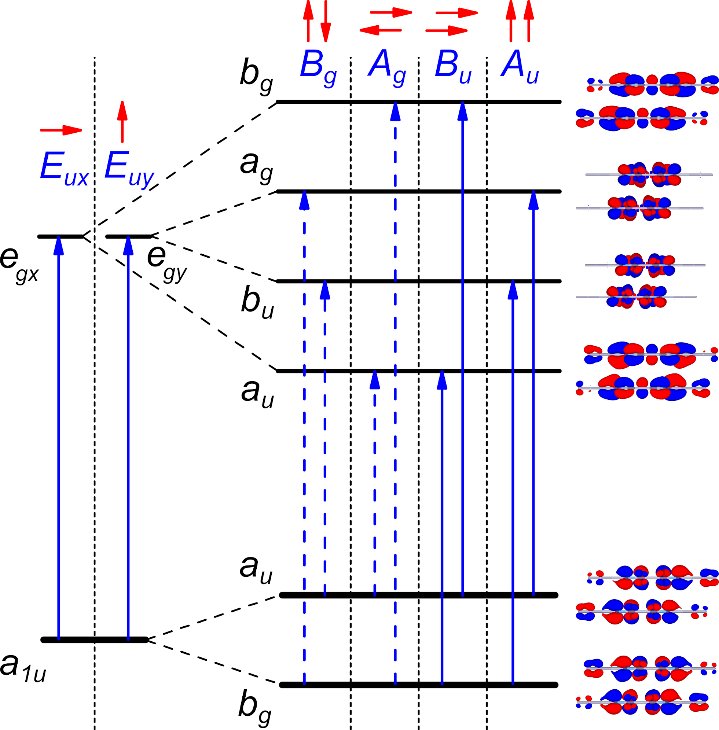 b_g
B_g A_g B_u A_u
E_ux E_uy
a_g
e_gx e_gy
b_u
a_u
a_u
a_1u
b_g